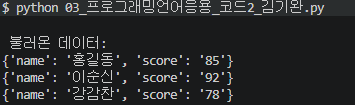 $ python 03_프로그래밍언어응용_코드2_김기완.py
불러온 데이터:
{'name': '홍길동', 'score': '85'}
{'name': '이순신', 'score': '92'}
{'name': '강감찬', 'score': '78'}